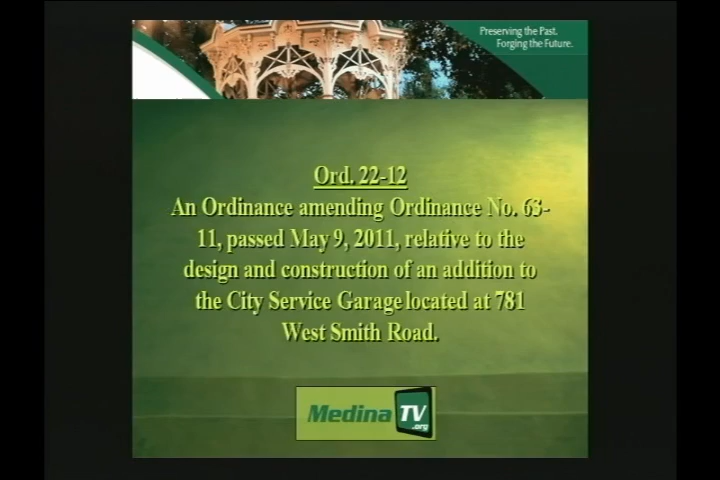 Preserving the Past.
Forging the Future.
Ord. 22-12
An Ordinance amending Ordinance No. 63-
11, passed May 9, 2011, relative to the
design and construction of an addition to
the City Service Garage located at 781
West Smith Road.
Medina TV
.org